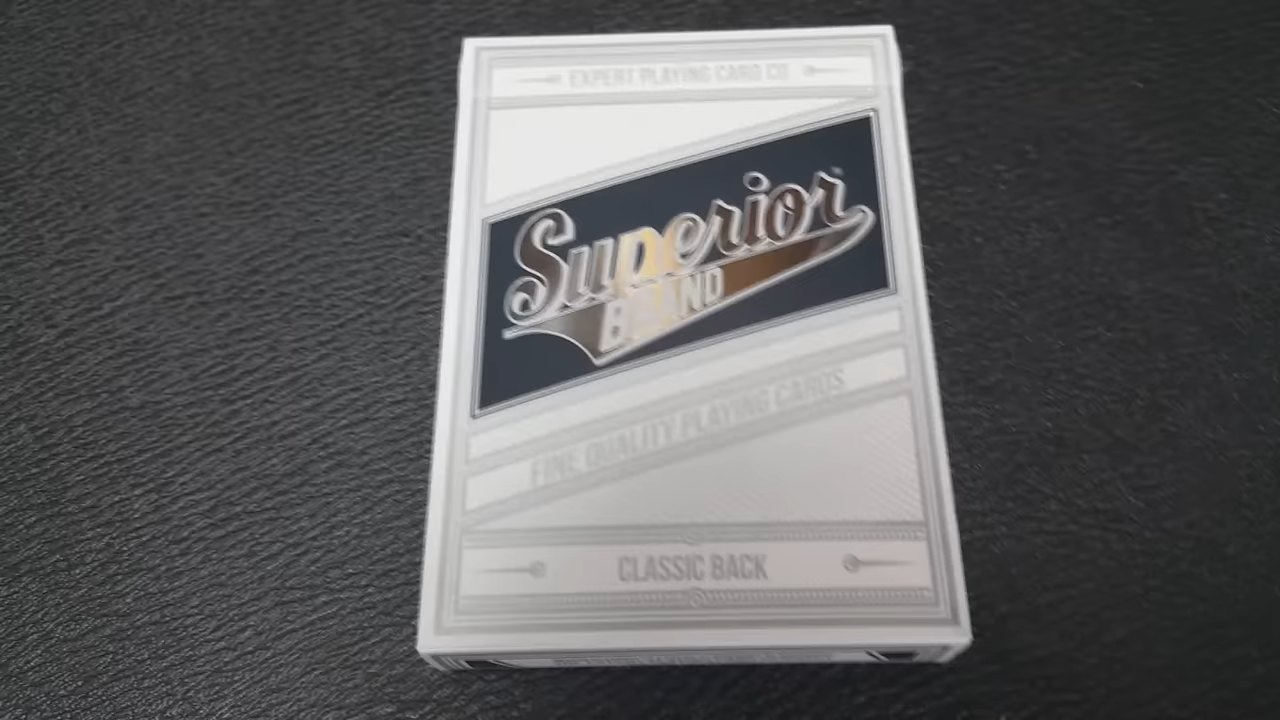 EXPERT PLAYING CARD CO
Superior
BRAND
FINE QUALITY PLAYING CARDS
CLASSIC BACK